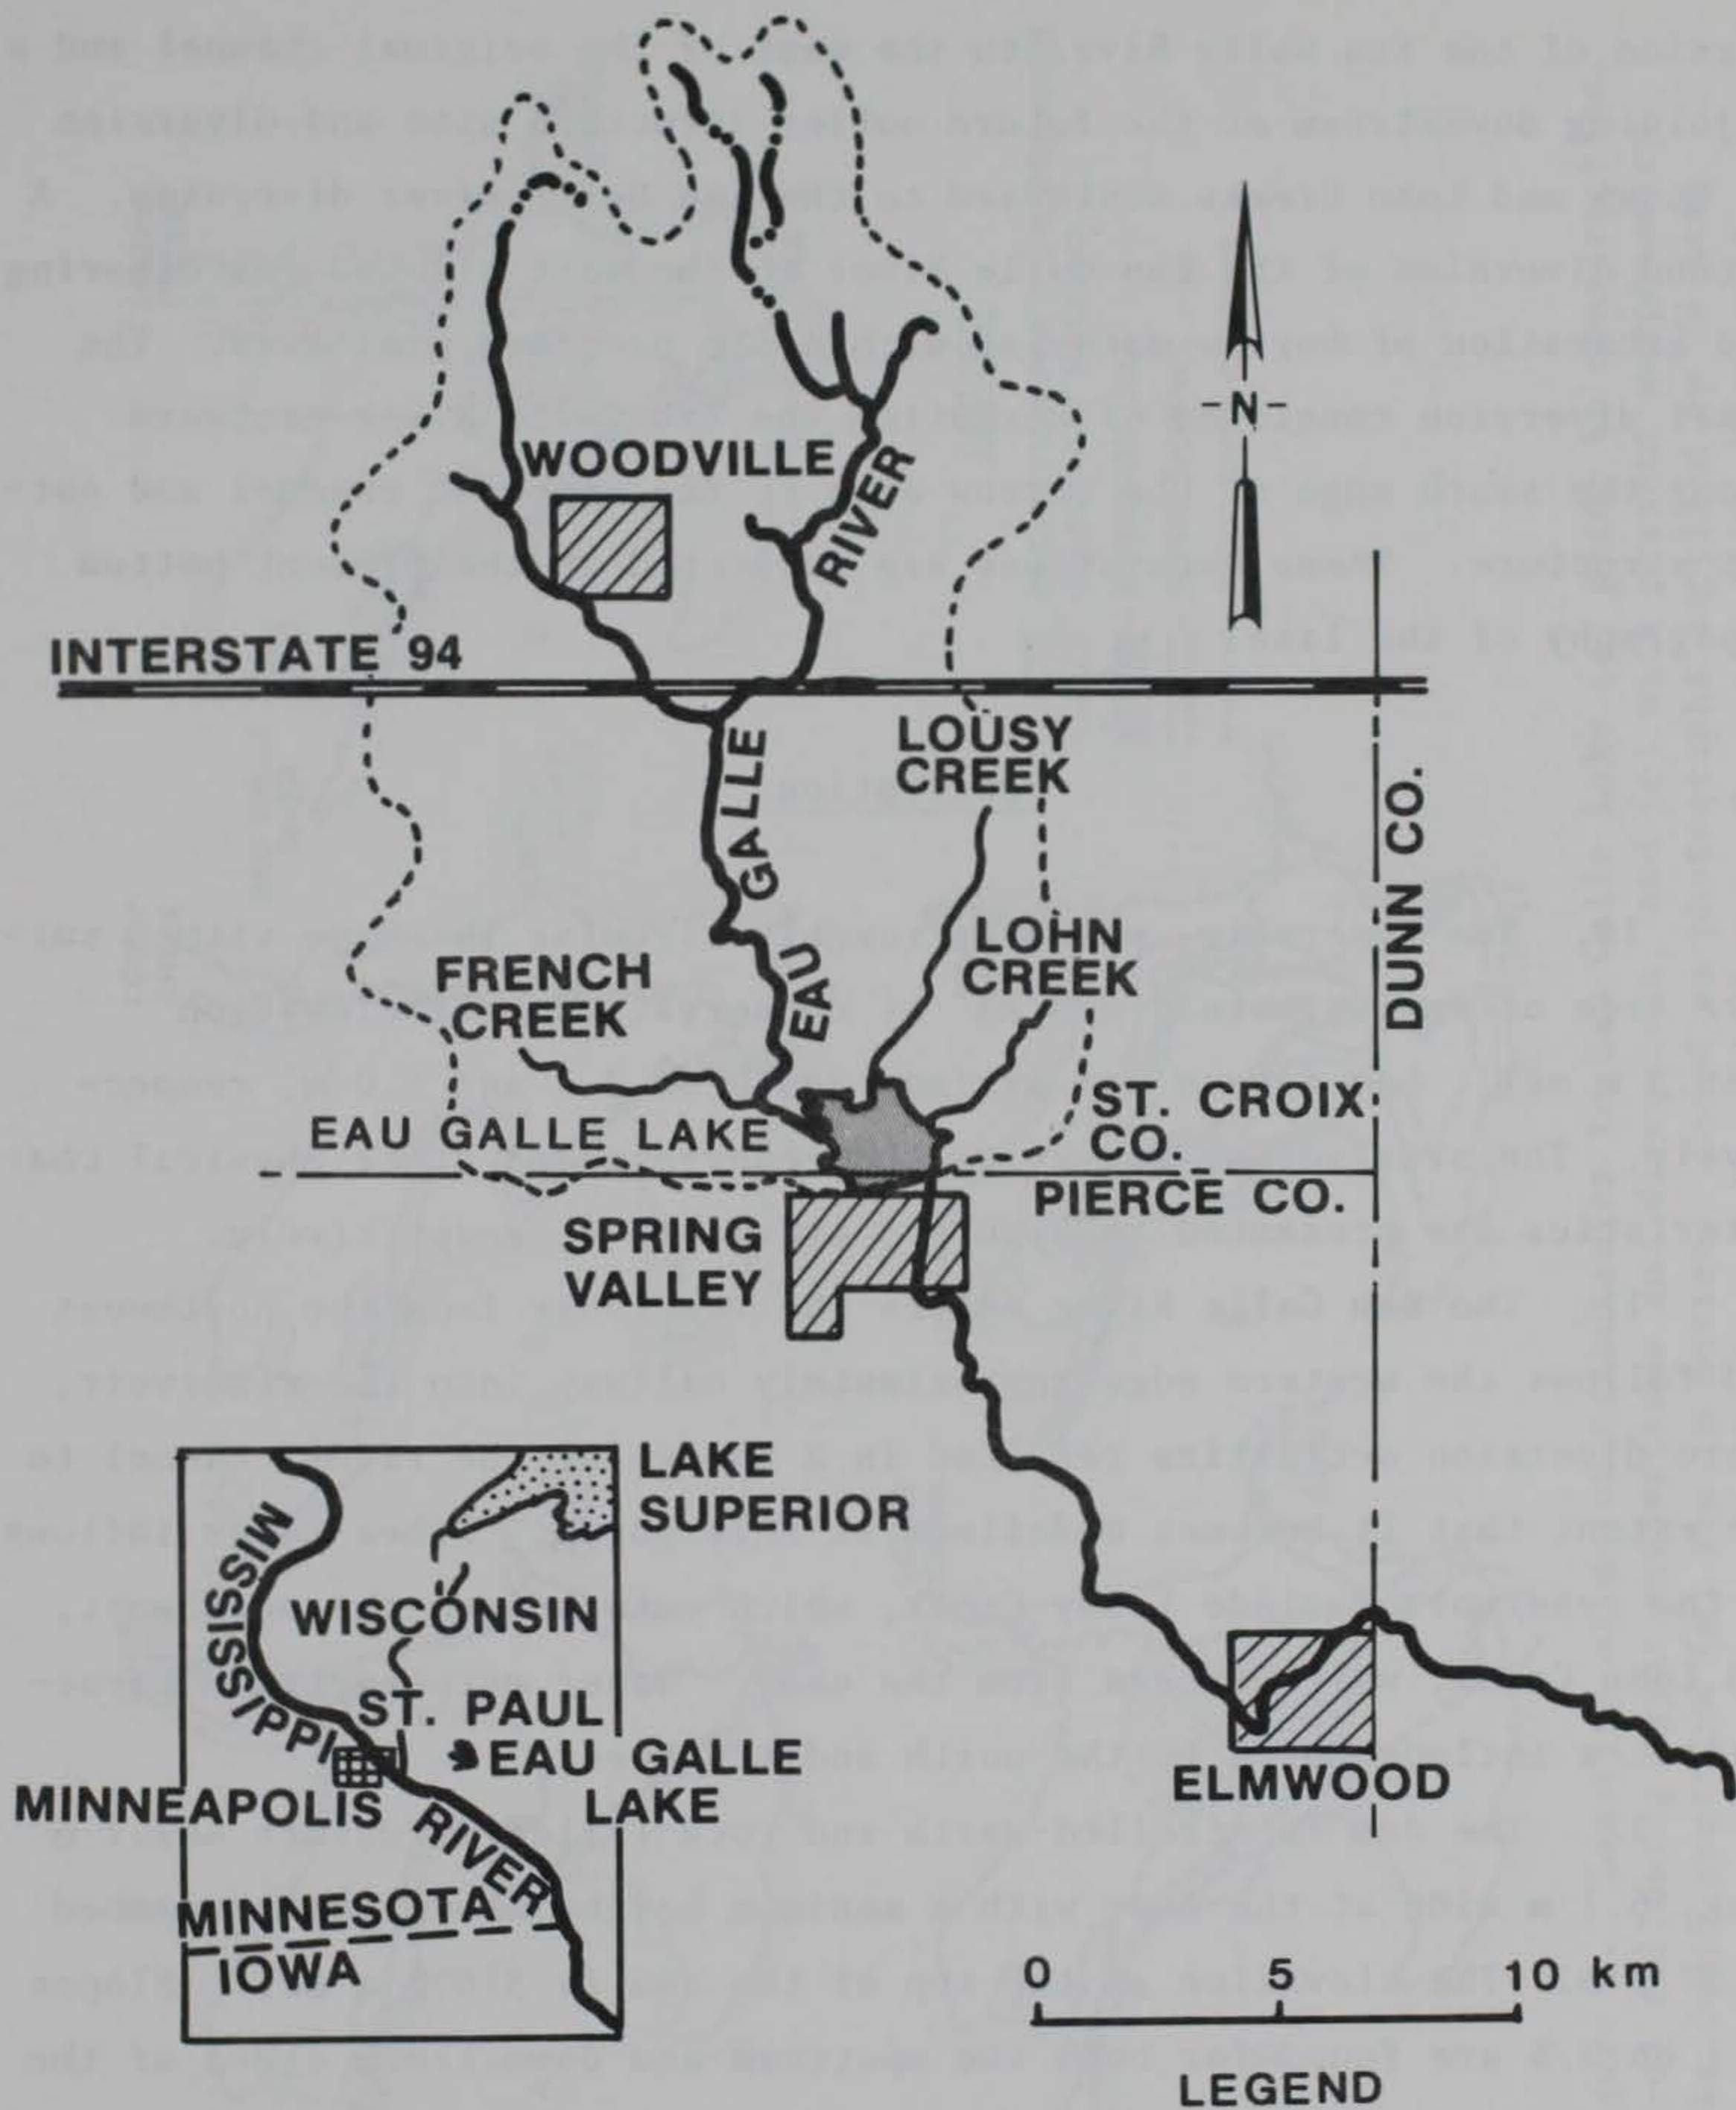 -N-
WOODVILLE
RIVER
INTERSTATE 94
GALLE
EAU
LOUSY
CREEK
DUNN CO.
LOHN
CREEK
FRENCH
CREEK
EAU GALLE LAKE
ST. CROIX
CO.
PIERCE CO.
SPRING
VALLEY
LAKE
SUPERIOR
MISSISSIPPI
WISCONSIN
ST. PAUL
EAU GALLE
LAKE
MINNEAPOLIS
RIVER
MINNESOTA
IOWA
ELMWOOD
0 5 10 km
LEGEND